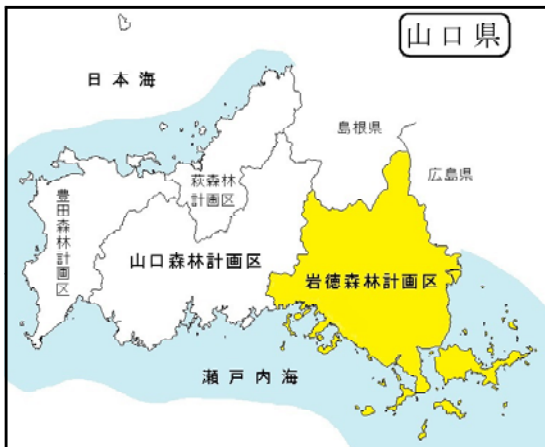 山口県
日本海
島根県
広島県
萩森林
計画区
豊田森林計画区
山口森林計画区
岩徳森林計画区
瀬戸内海